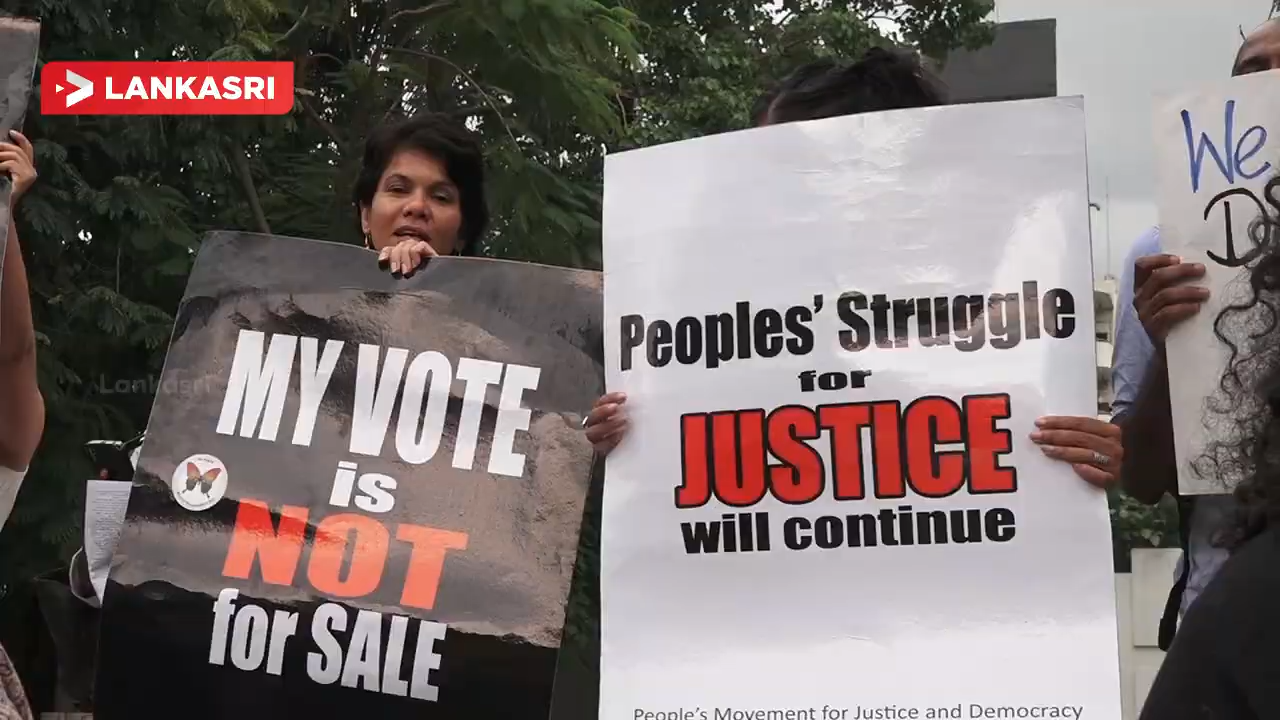 LANKASRI
Lankasri
MY VOTE
is
NOT
for SALE
Peoples' Struggle
for
JUSTICE
will continue
People's Movement for Justice and Democracy
We